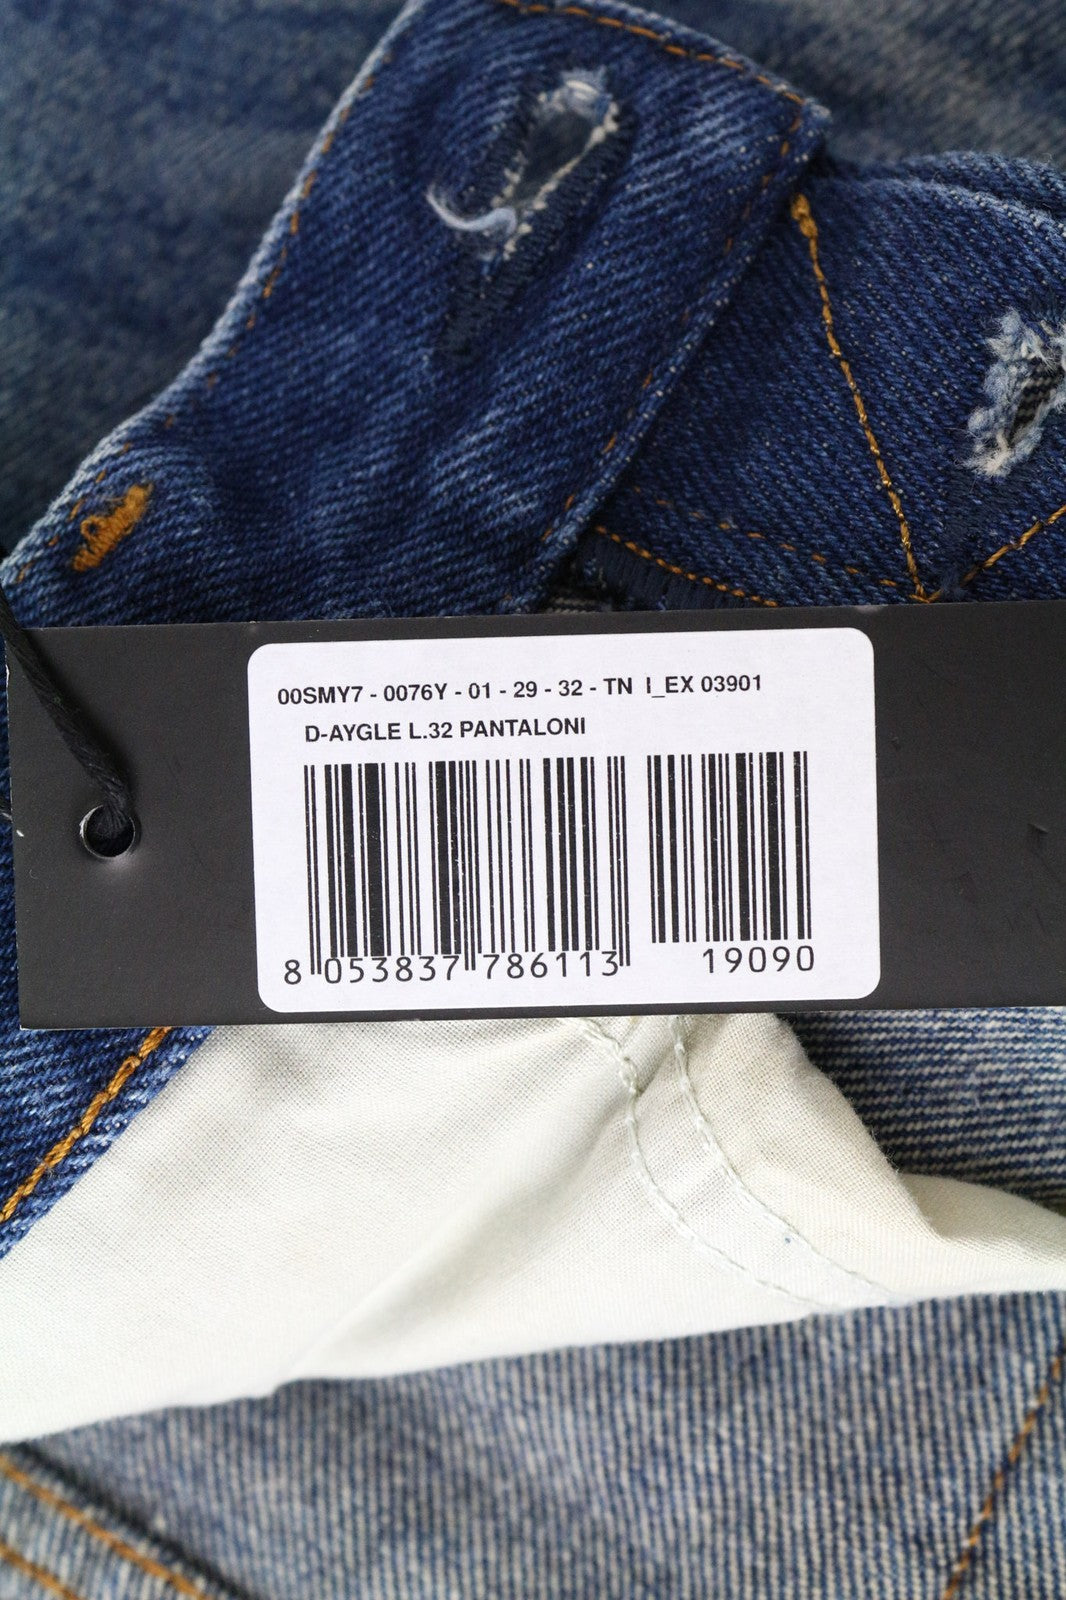 00SMY7 - 0076Y - 01 - 29 - 32 - TN I_EX 03901
D-AYGLE L.32 PANTALONI
8 053837 786113 19090